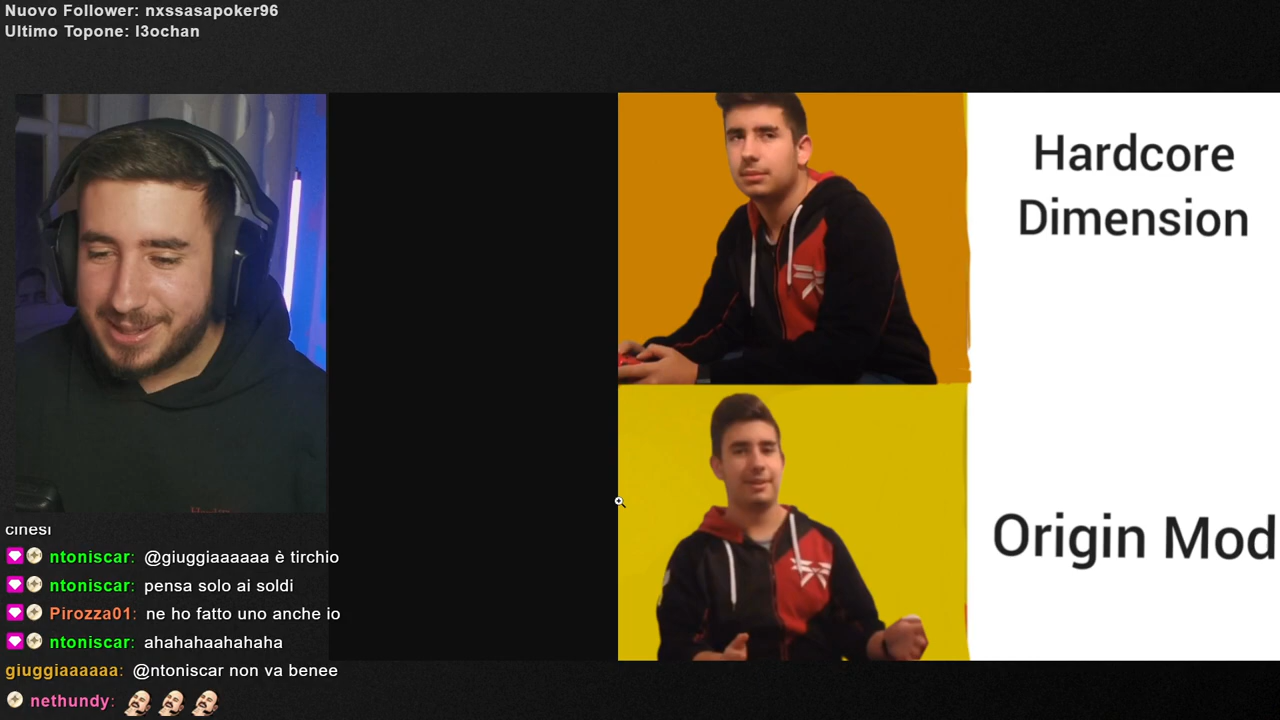 Nuovo Follower: nxssasapoker96
Ultimo Topone: l3ochan
Hardcore
Dimension
Origin Mod
cinesi
ntoniscar: @giuggiaaaaaa è tirchio
ntoniscar: pensa solo ai soldi
Pirozza01: ne ho fatto uno anche io
ntoniscar: ahahahaahahaha
giuggiaaaaaa: @ntoniscar non va benee
nethundy: